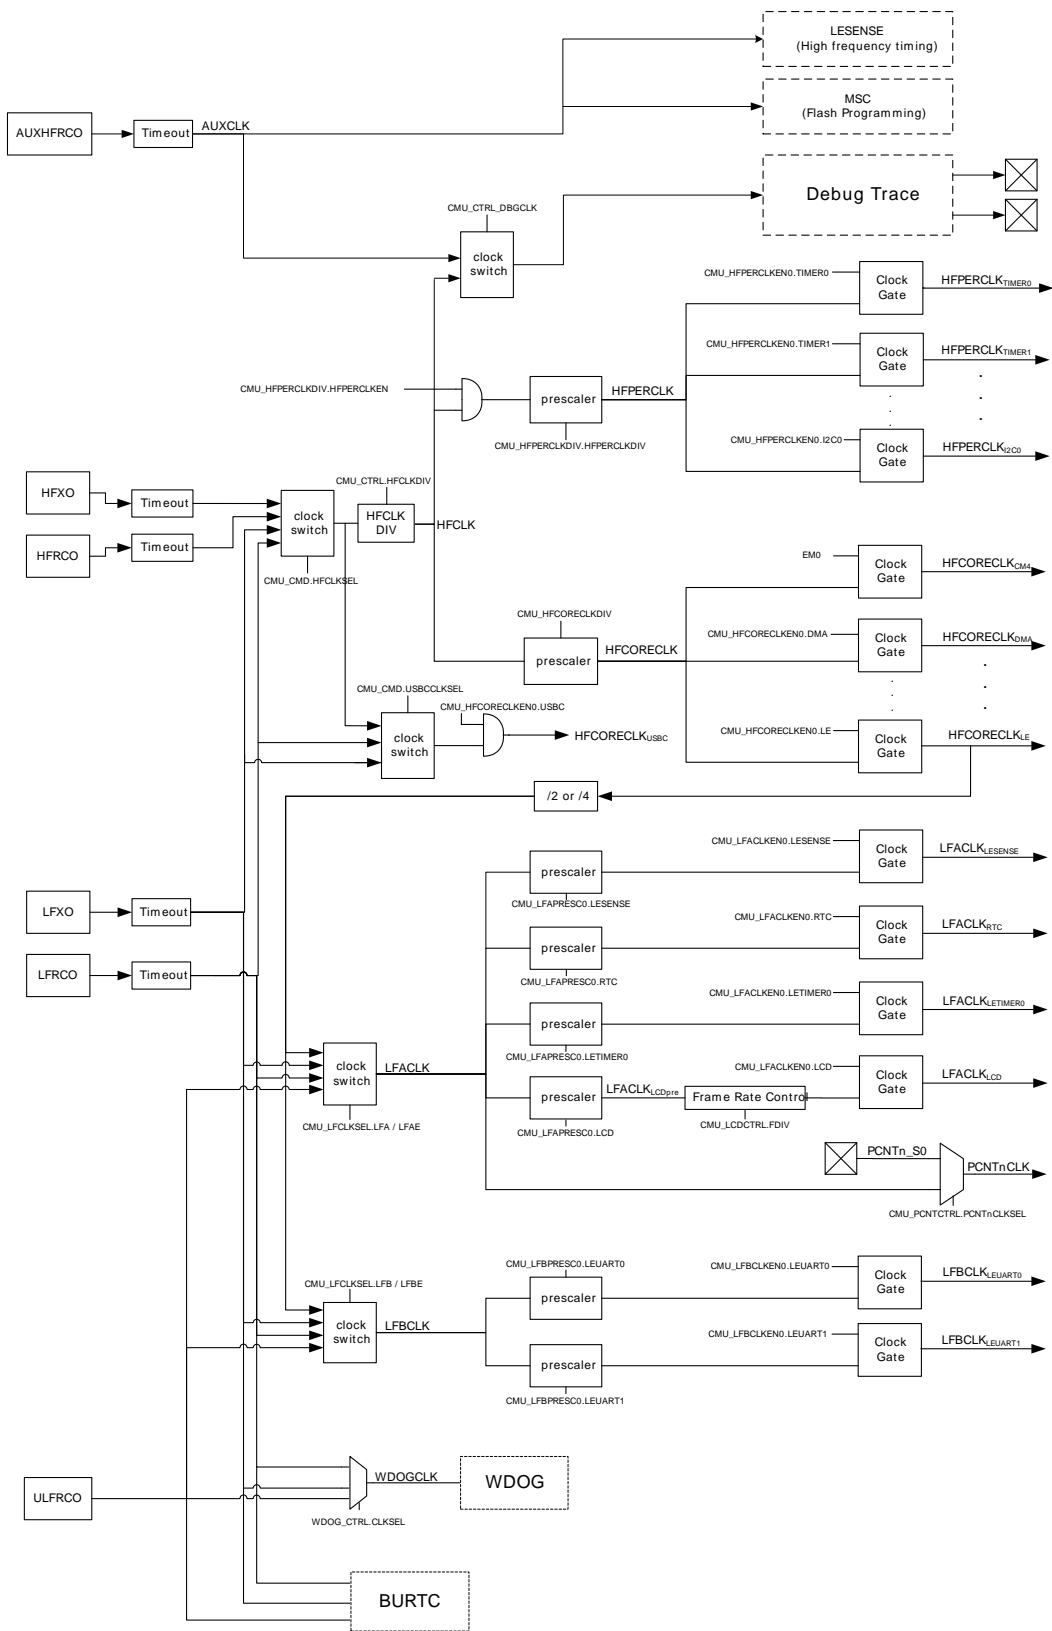 LESENSE
(High frequency timing)
MSC
(Flash Programming)
AUXHFRCO
Timeout
AUXCLK
Debug Trace
CMU_CTRL_DBGCLK
clock
switch
CMU_HFPERCLKEN0.TIMER0
Clock
Gate
HFPERCLKTIMER0
CMU_HFPERCLKEN0.TIMER1
Clock
Gate
HFPERCLKTIMER1
CMU_HFPERCLKDIV.HFPERCLKEN
prescaler
HFPERCLK
CMU_HFPERCLKDIV.HFPERCLKDIV
CMU_HFPERCLKEN0.I2C0
Clock
Gate
HFPERCLKI2C0
HFXO
Timeout
HFRCO
Timeout
clock
switch
CMU_CMD.HFCLKSEL
CMU_CTRL.HFCLKDIV
HFCLK
DIV
HFCLK
EM0
Clock
Gate
HFCORECLKCM4
CMU_HFCORECLKDIV
prescaler
HFCORECLK
CMU_HFCORECLKEN0.DMA
Clock
Gate
HFCORECLKDMA
CMU_CMD.USBCCLKSEL
CMU_HFCORECLKEN0.USBC
clock
switch
HFCORECLKUSBC
CMU_HFCORECLKEN0.LE
Clock
Gate
HFCORECLKLE
/2 or /4
CMU_LFACLKEN0.LESENSE
Clock
Gate
LFACLKLESENSE
prescaler
CMU_LFAPRESC0.LESENSE
LFXO
Timeout
CMU_LFACLKEN0.RTC
Clock
Gate
LFACLKRTC
prescaler
CMU_LFAPRESC0.RTC
LFRCO
Timeout
CMU_LFACLKEN0.LETIMER0
Clock
Gate
LFACLKLETIMER0
prescaler
CMU_LFAPRESC0.LETIMER0
clock
switch
LFACLK
CMU_LFCLKSEL.LFA / LFAE
CMU_LFACLKEN0.LCD
Clock
Gate
LFACLKLCD
prescaler
LFACLKLCDpre
Frame Rate Control
CMU_LFAPRESC0.LCD
CMU_LCDCTRL.FDIV
PCNTn_S0
PCNTnCLK
CMU_PCNTCTRL.PCNTnCLKSEL
CMU_LFCLKSEL.LFB / LFBE
clock
switch
LFBCLK
CMU_LFBPRESC0.LEUART0
prescaler
CMU_LFBCLKEN0.LEUART0
Clock
Gate
LFBCLKLEUART0
prescaler
CMU_LFBPRESC0.LEUART1
CMU_LFBCLKEN0.LEUART1
Clock
Gate
LFBCLKLEUART1
ULFRCO
WDOGCLK
WDOG_CTRL.CLKSEL
WDOG
BURTC